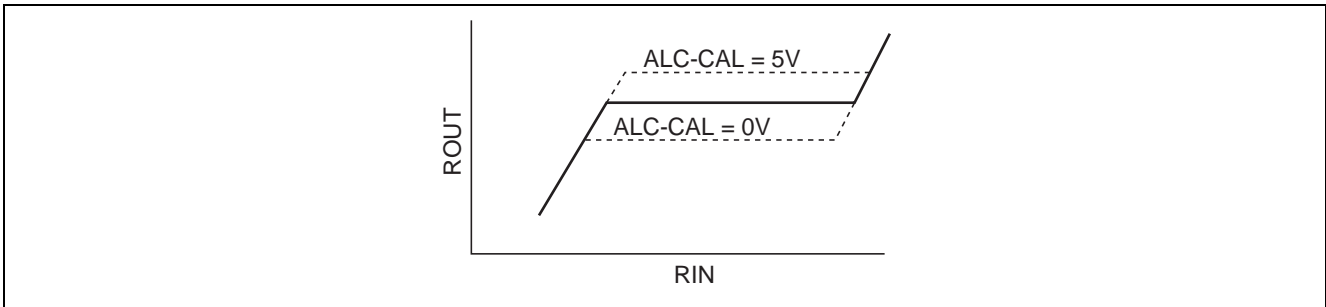 ALC-CAL = 5V
ALC-CAL = 0V
ROUT
RIN